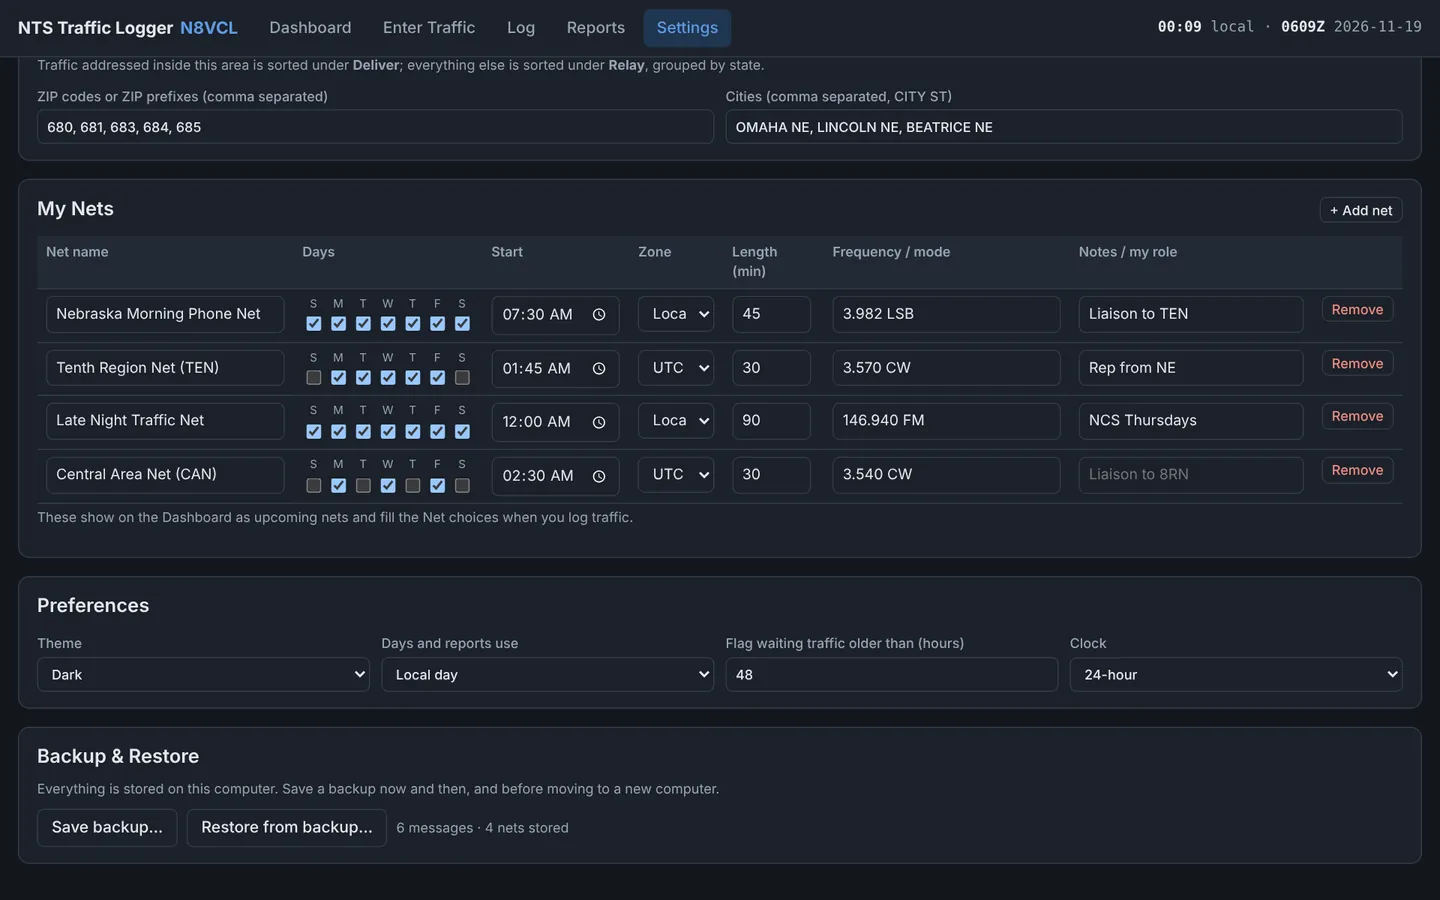 NTS Traffic Logger N8VCL Dashboard Enter Traffic Log Reports Settings 00:09 local · 0609Z 2026-11-19
Traffic addressed inside this area is sorted under Deliver; everything else is sorted under Relay, grouped by state.
ZIP codes or ZIP prefixes (comma separated) Cities (comma separated, CITY ST)
680, 681, 683, 684, 685 OMAHA NE, LINCOLN NE, BEATRICE NE
My Nets + Add net
Net name Days Start Zone Length (min) Frequency / mode Notes / my role
S M T W T F S
Nebraska Morning Phone Net 07:30 AM Loca 45 3.982 LSB Liaison to TEN Remove
S M T W T F S
Tenth Region Net (TEN) 01:45 AM UTC 30 3.570 CW Rep from NE Remove
S M T W T F S
Late Night Traffic Net 12:00 AM Loca 90 146.940 FM NCS Thursdays Remove
S M T W T F S
Central Area Net (CAN) 02:30 AM UTC 30 3.540 CW Liaison to 8RN Remove
These show on the Dashboard as upcoming nets and fill the Net choices when you log traffic.
Preferences
Theme Days and reports use Flag waiting traffic older than (hours) Clock
Dark Local day 48 24-hour
Backup & Restore
Everything is stored on this computer. Save a backup now and then, and before moving to a new computer.
Save backup... Restore from backup... 6 messages · 4 nets stored